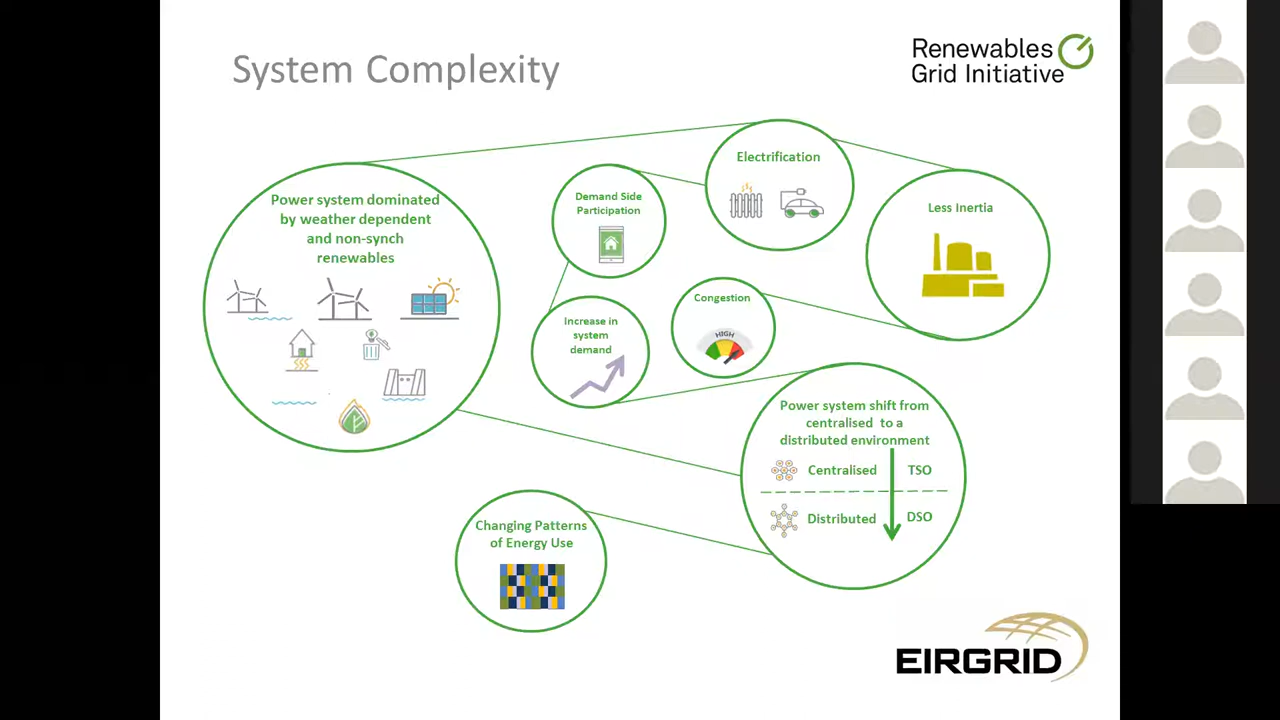 System Complexity
Renewables
Grid Initiative
Power system dominated
by weather dependent
and non-synch
renewables
Demand Side
Participation
Electrification
Less Inertia
Increase in
system
demand
Congestion
HIGH
Power system shift from
centralised to a
distributed environment
Centralised TSO
Distributed DSO
Changing Patterns
of Energy Use
EIRGRID